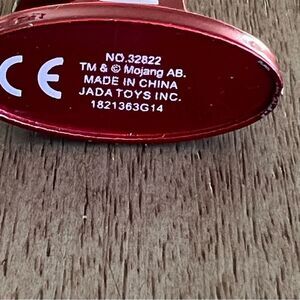 CE
NO.32822
TM & © Mojang AB.
MADE IN CHINA
JADA TOYS INC.
1821363G14